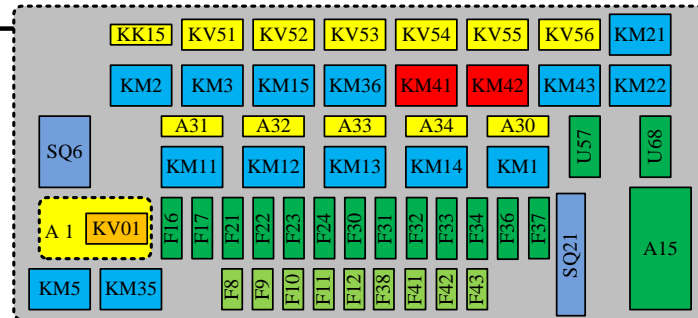 KK15 KV51 KV52 KV53 KV54 KV55 KV56 KM21
KM2 KM3 KM15 KM36 KM41 KM42 KM43 KM22
A31 A32 A33 A34 A30
SQ6 KM11 KM12 KM13 KM14 KM1 U57 U68
A 1 KV01 F16 F17 F21 F22 F23 F24 F30 F31 F32 F33 F34 F36 F37 SQ21 A15
KM5 KM35 F8 F9 F10 F11 F12 F38 F41 F42 F43